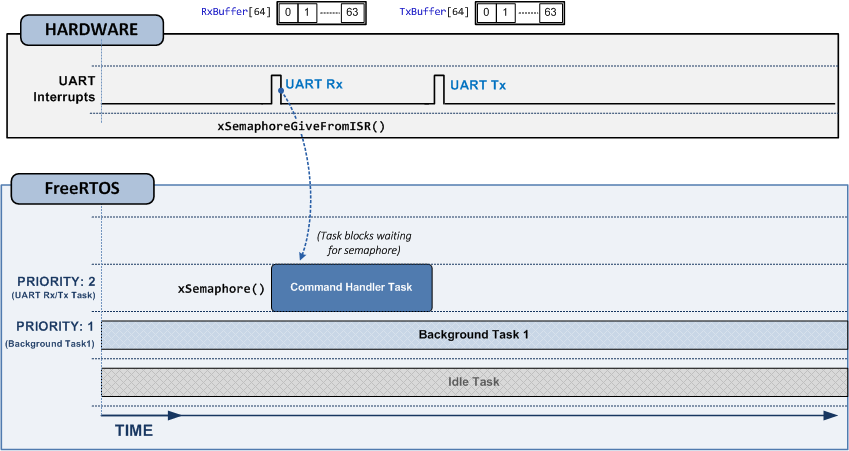 RxBuffer[64] 0 1 63 TxBuffer[64] 0 1 63
HARDWARE
UART
Interrupts
UART Rx
UART Tx
xSemaphoreGiveFromISR()
FreeRTOS
(Task blocks waiting
for semaphore)
PRIORITY: 2
(UART Rx/Tx Task)
xSemaphore()
Command Handler Task
PRIORITY: 1
(Background Task1)
Background Task 1
Idle Task
TIME